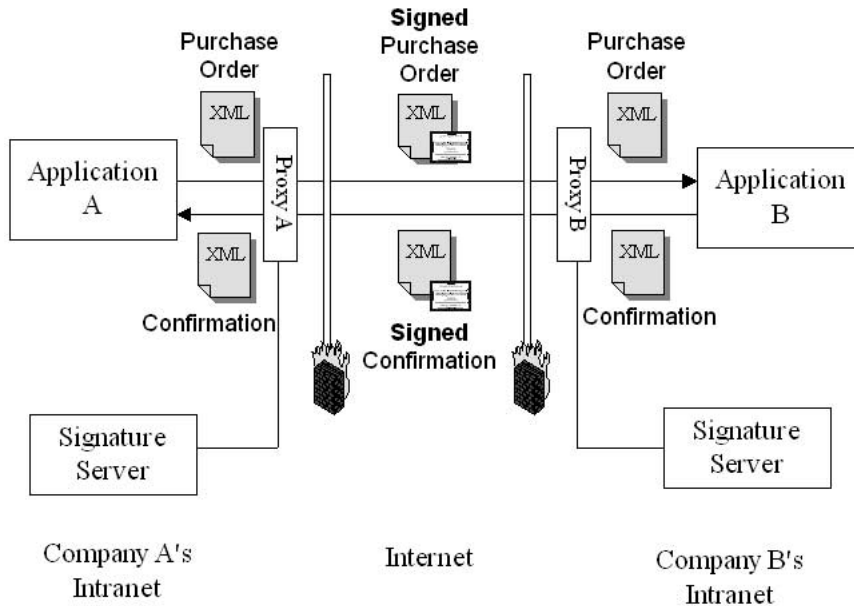 Purchase
Order
Signed
Purchase
Order
Purchase
Order
XML
XML
XML
Application
A
Proxy A
Proxy B
Application
B
XML
XML
XML
Confirmation
Signed
Confirmation
Confirmation
Signature
Server
Signature
Server
Company A's
Intranet
Internet
Company B's
Intranet